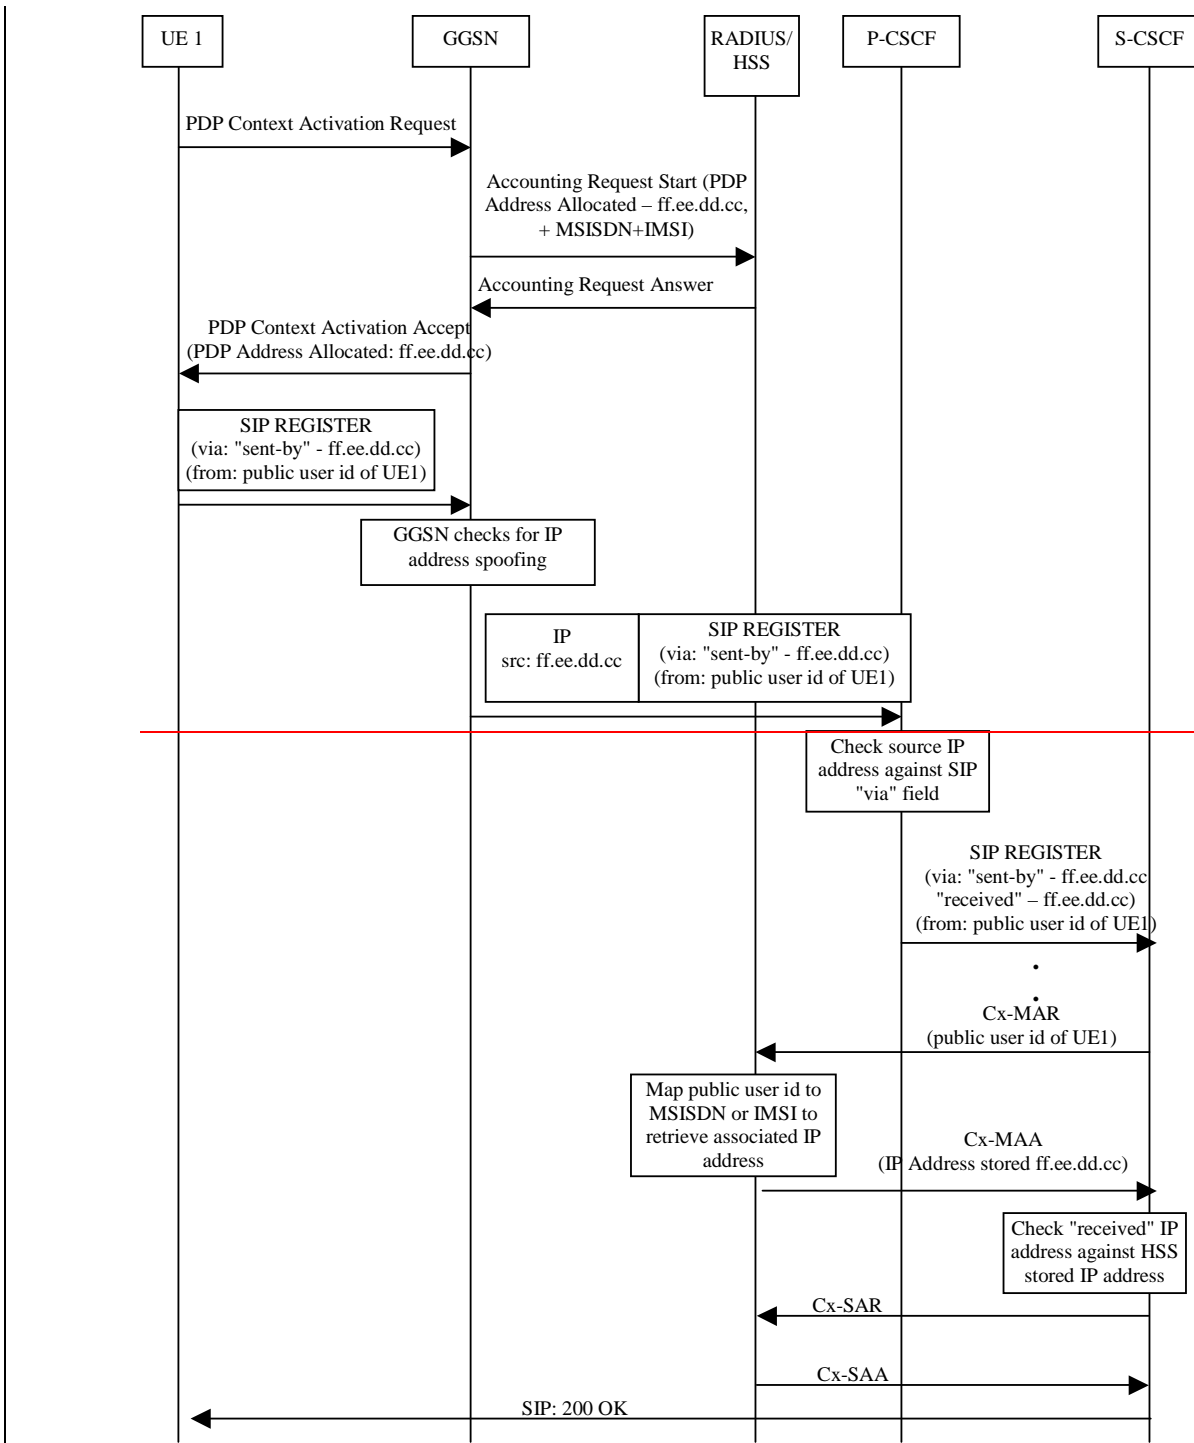 UE 1
GGSN
RADIUS/
HSS
P-CSCF
S-CSCF
PDP Context Activation Request
Accounting Request Start (PDP
Address Allocated – ff.ee.dd.cc,
+ MSISDN+IMSI)
Accounting Request Answer
PDP Context Activation Accept
(PDP Address Allocated: ff.ee.dd.cc)
SIP REGISTER
(via: "sent-by" - ff.ee.dd.cc)
(from: public user id of UE1)
GGSN checks for IP
address spoofing
IP
src: ff.ee.dd.cc
SIP REGISTER
(via: "sent-by" - ff.ee.dd.cc)
(from: public user id of UE1)
Check source IP
address against SIP
"via" field
SIP REGISTER
(via: "sent-by" - ff.ee.dd.cc
"received" – ff.ee.dd.cc)
(from: public user id of UE1)
.
.
Cx-MAR
(public user id of UE1)
Map public user id to
MSISDN or IMSI to
retrieve associated IP
address
Cx-MAA
(IP Address stored ff.ee.dd.cc)
Check "received" IP
address against HSS
stored IP address
Cx-SAR
Cx-SAA
SIP: 200 OK